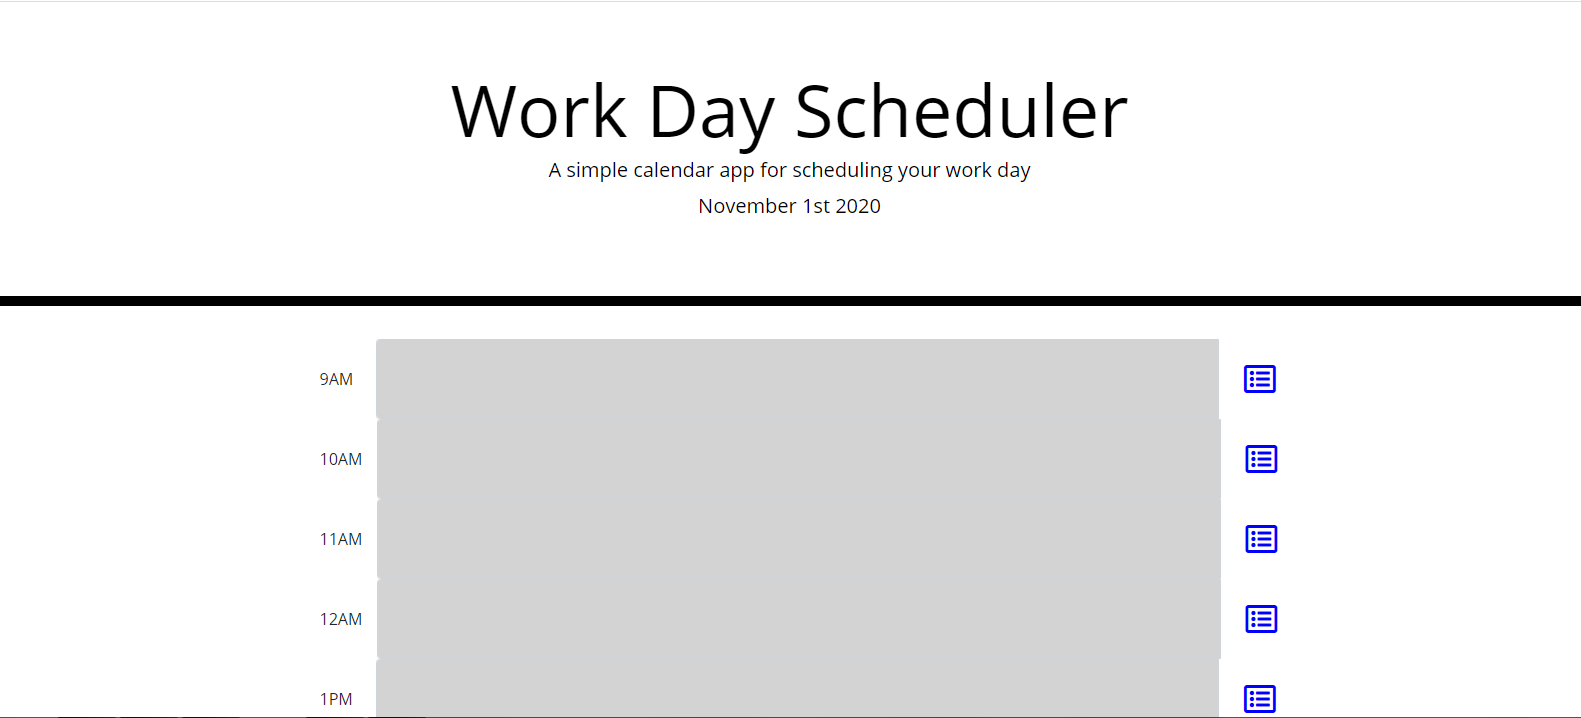 Work Day Scheduler
A simple calendar app for scheduling your work day
November 1st 2020
9AM
10AM
11AM
12AM
1PM